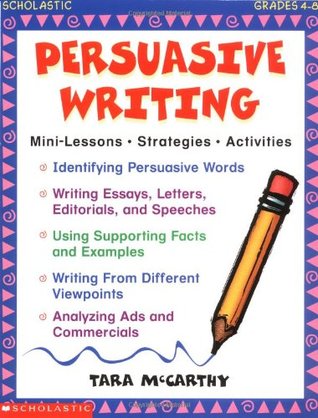 SCHOLASTIC GRADES 4-8
PERSUASIVE
WRITING
Mini-Lessons • Strategies • Activities
Identifying Persuasive Words
Writing Essays, Letters,
Editorials, and Speeches
Using Supporting Facts
and Examples
Writing From Different
Viewpoints
Analyzing Ads and
Commercials
TARA McCARTHY
SCHOLASTIC